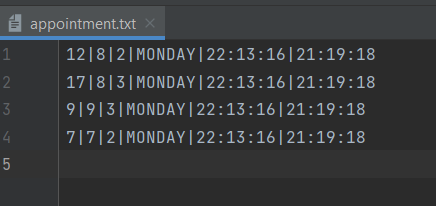 appointment.txt
1 12|8|2|MONDAY|22:13:16|21:19:18
2 17|8|3|MONDAY|22:13:16|21:19:18
3 9|9|3|MONDAY|22:13:16|21:19:18
4 7|7|2|MONDAY|22:13:16|21:19:18
5